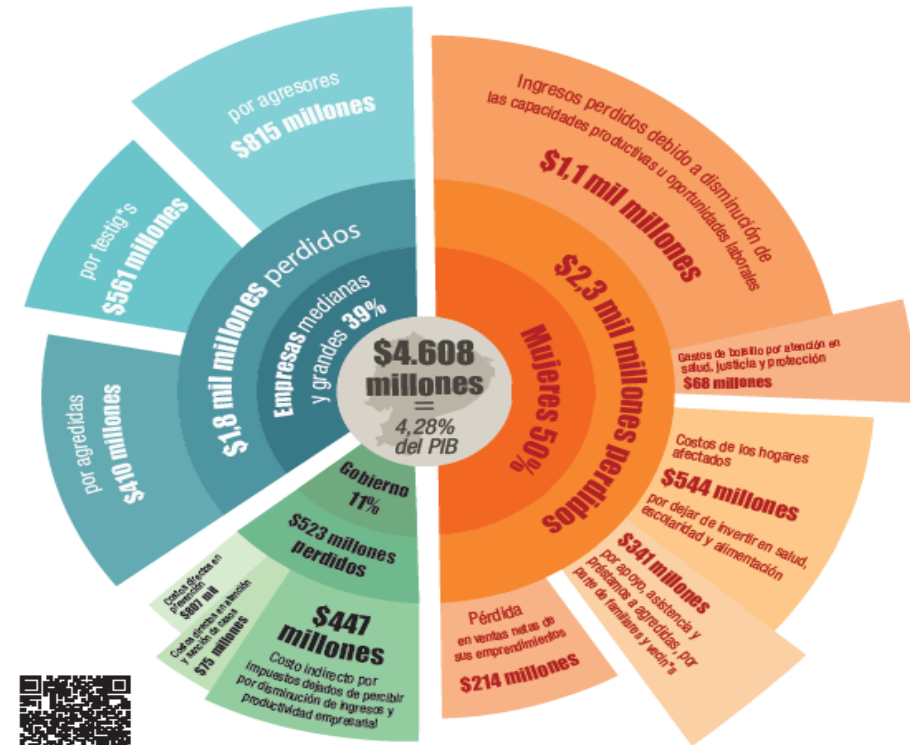 por agresores
$815 millones
por testig*s
$561 millones
por agredidas
$410 millones
$1,8 mil millones perdidos
Empresas medianas
y grandes 39%
$4.608
millones
=
4,28%
del PIB
Mujeres 50%
$2,3 mil millones perdidos
Ingresos perdidos debido a disminución de
las capacidades productivas u oportunidades laborales
$1,1 mil millones
Gastos de bolsillo por atención en
salud, justicia y protección
$68 millones
Costos de los hogares
afectados
$544 millones
por dejar de invertir en salud,
escolaridad y alimentación
$341 millones
por apoyo, asistencia y
préstamos a agredidas, por
parte de familiares y vecin*s
Pérdida
en ventas netas de
sus emprendimientos
$214 millones
Gobierno
11%
$523 millones
perdidos
Costos directos en
prevención
$807 mil
Costos directos en atención
y sanción de casos
$75 millones
$447
millones
Costo indirecto por
impuestos dejados de percibir
por disminución de ingresos y
productividad empresarial